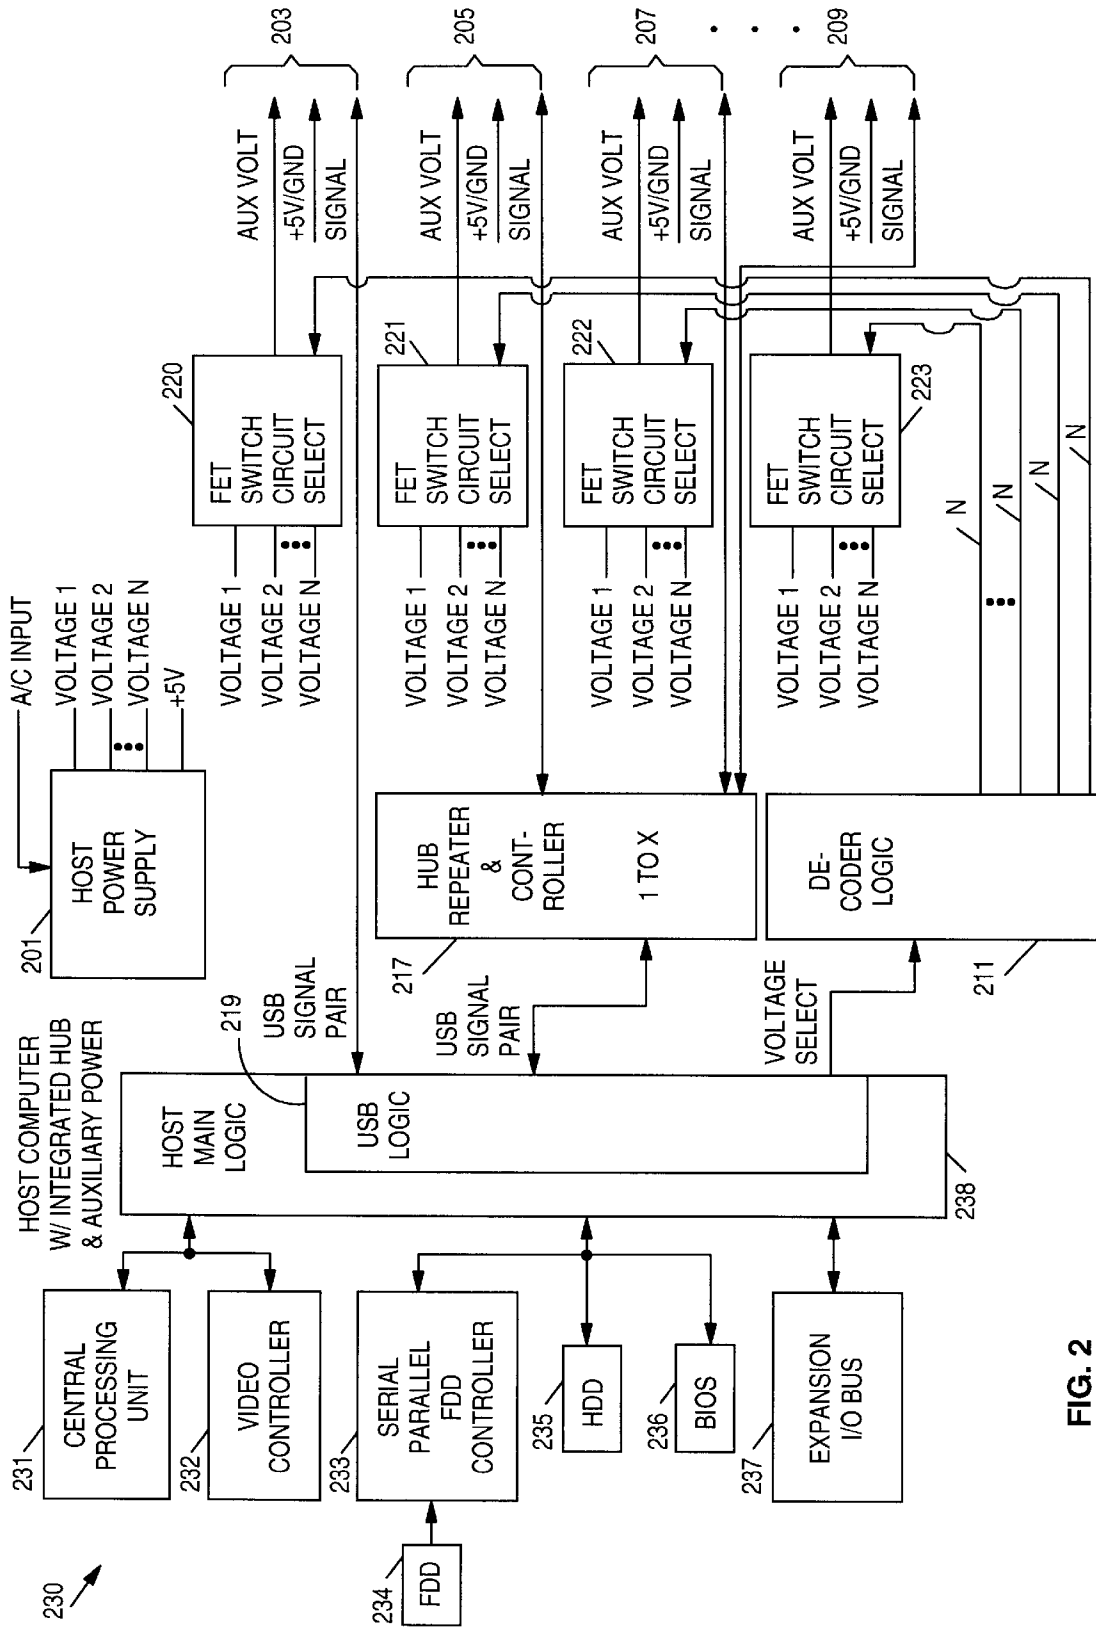 HOST COMPUTER
W/ INTEGRATED HUB
& AUXILIARY POWER
230
231
CENTRAL
PROCESSING
UNIT
232
VIDEO
CONTROLLER
233
SERIAL
PARALLEL
FDD
CONTROLLER
234
FDD
235
HDD
236
BIOS
237
EXPANSION
I/O BUS
HOST
MAIN
LOGIC
238
219
USB
LOGIC
USB
SIGNAL
PAIR
USB
SIGNAL
PAIR
VOLTAGE
SELECT
201
HOST
POWER
SUPPLY
A/C INPUT
VOLTAGE 1
VOLTAGE 2
VOLTAGE N
+5V
217
HUB
REPEATER
&
CONT-
ROLLER
1 TO X
211
DE-
CODER
LOGIC
VOLTAGE 1
VOLTAGE 2
VOLTAGE N
220
FET
SWITCH
CIRCUIT
SELECT
AUX VOLT
+5V/GND
SIGNAL
203
VOLTAGE 1
VOLTAGE 2
VOLTAGE N
221
FET
SWITCH
CIRCUIT
SELECT
AUX VOLT
+5V/GND
SIGNAL
205
VOLTAGE 1
VOLTAGE 2
VOLTAGE N
222
FET
SWITCH
CIRCUIT
SELECT
AUX VOLT
+5V/GND
SIGNAL
207
VOLTAGE 1
VOLTAGE 2
VOLTAGE N
223
FET
SWITCH
CIRCUIT
SELECT
AUX VOLT
+5V/GND
SIGNAL
209
N
N
N
N
FIG. 2